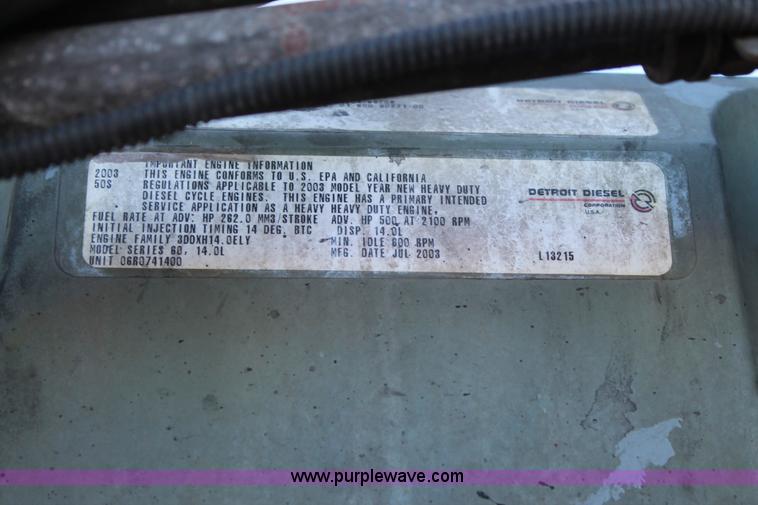 DETROIT DIESEL
IMPORTANT ENGINE INFORMATION
2003 THIS ENGINE CONFORMS TO U.S. EPA AND CALIFORNIA
50S REGULATIONS APPLICABLE TO 2003 MODEL YEAR NEW HEAVY DUTY
DIESEL CYCLE ENGINES. THIS ENGINE HAS A PRIMARY INTENDED
SERVICE APPLICATION AS A HEAVY HEAVY DUTY ENGINE.
FUEL RATE AT ADV: HP 262.0 MM3/STROKE ADV. HP 500 AT 2100 RPM
INITIAL INJECTION TIMING 14 DEG. BTC DISP. 14.0L
ENGINE FAMILY 3DDXH14.0ELY MIN. IDLE 600 RPM
MODEL SERIES 60, 14.0L MFG. DATE JUL 2003
UNIT 06R0741400 L13215
DETROIT DIESEL
CORPORATION
U.S.A.
www.purplewave.com